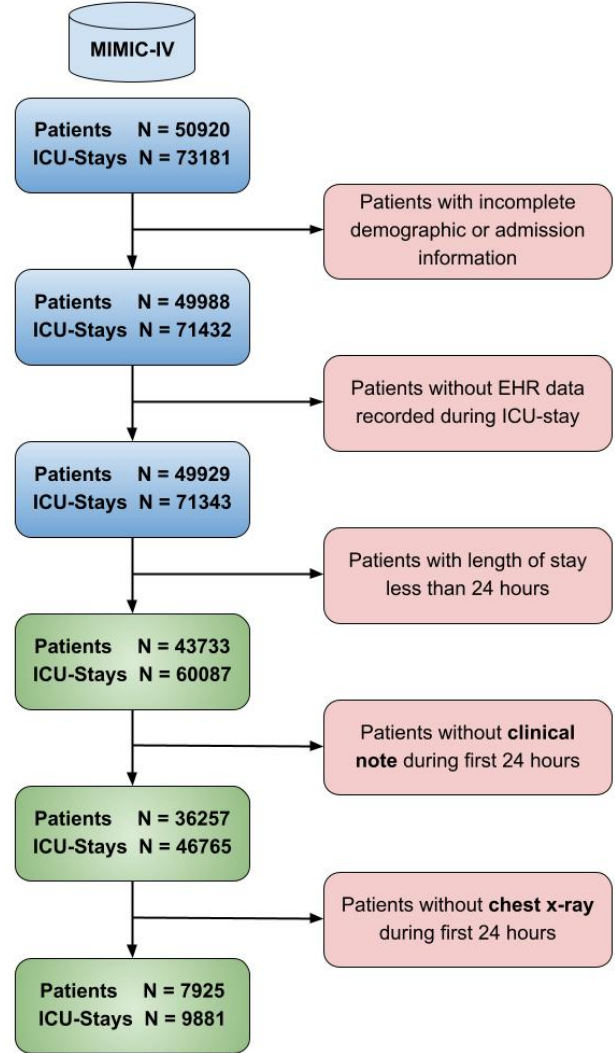 MIMIC-IV
Patients N = 50920
ICU-Stays N = 73181
Patients with incomplete
demographic or admission
information
Patients N = 49988
ICU-Stays N = 71432
Patients without EHR data
recorded during ICU-stay
Patients N = 49929
ICU-Stays N = 71343
Patients with length of stay
less than 24 hours
Patients N = 43733
ICU-Stays N = 60087
Patients without clinical
note during first 24 hours
Patients N = 36257
ICU-Stays N = 46765
Patients without chest x-ray
during first 24 hours
Patients N = 7925
ICU-Stays N = 9881